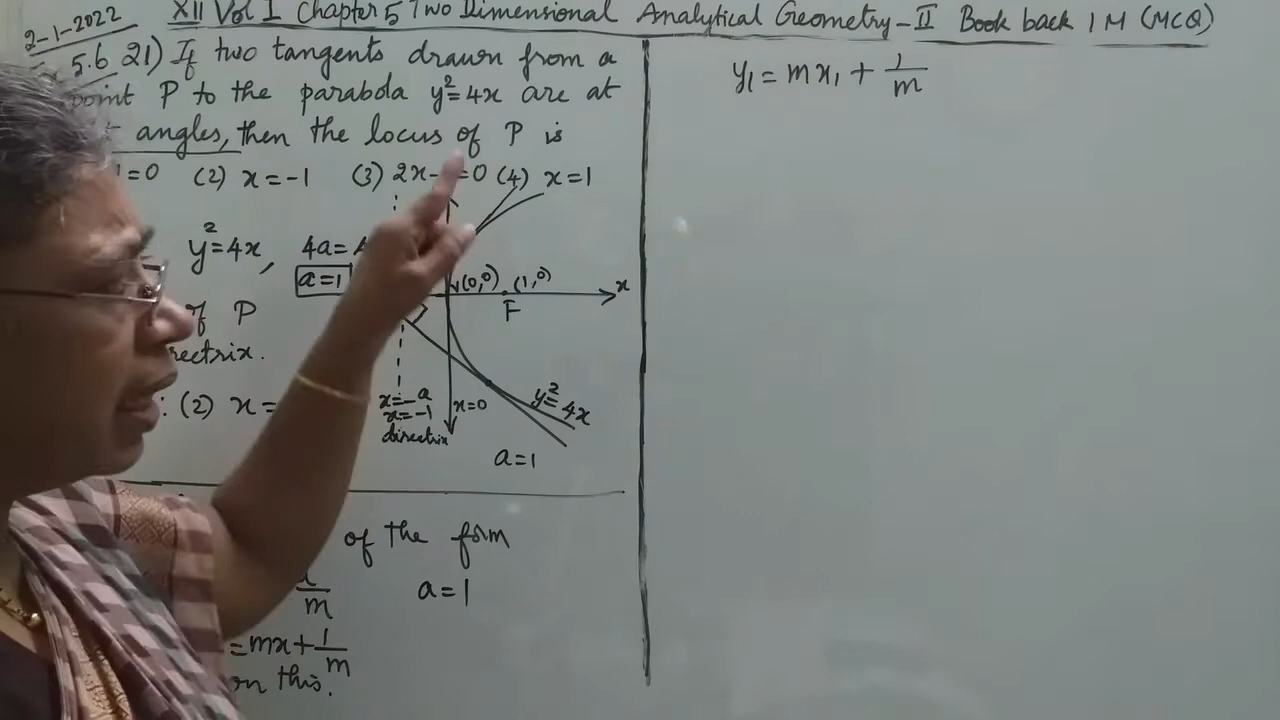 2-1-2022
XII Vol I Chapter 5 Two Dimensional Analytical Geometry - II Book back 1 M (MCQ)
5.6 21) If two tangents drawn from a
point P to the parabola y²=4x are at
angles, then the locus of P is
1=0 (2) x=-1 (3) 2x- =0 (4) x=1
y²=4x, 4a=
a=1
(0,0) (1,0) x
F
of P
directrix.
: (2) x=
x=-a
x=-1
directrix
x=0
y²=4x
a=1
of the form
a/m a=1
=mx+1/m
on this.
y₁=mx₁+1/m